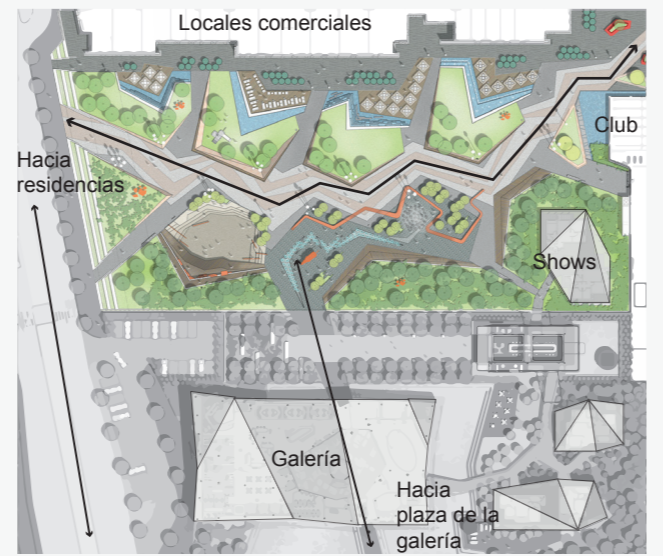 Locales comerciales
Club
Hacia
residencias
Shows
Galería
Hacia
plaza de la
galería